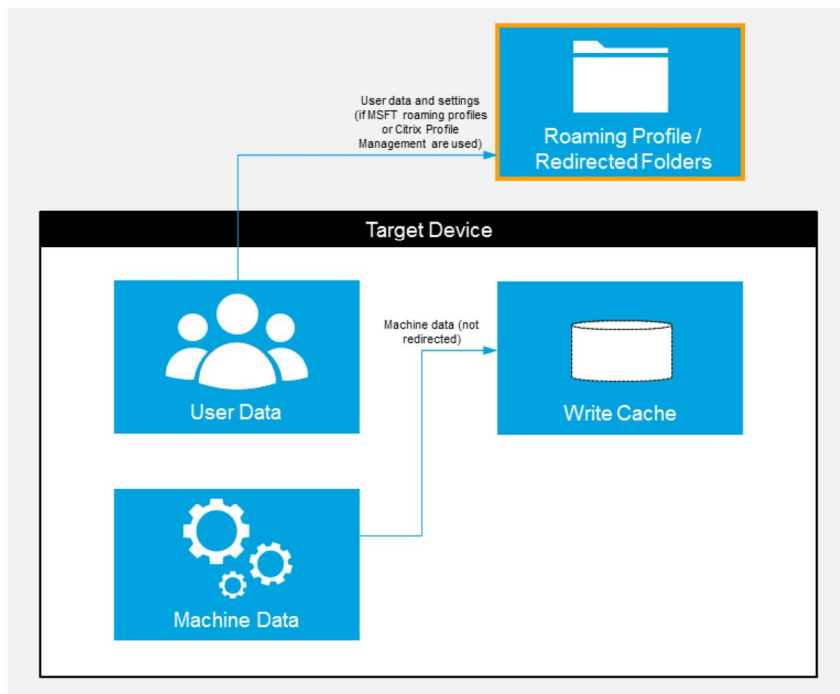 User data and settings
(if MSFT roaming profiles
or Citrix Profile
Management are used)
Roaming Profile /
Redirected Folders
Target Device
User Data
Machine data (not
redirected)
Write Cache
Machine Data